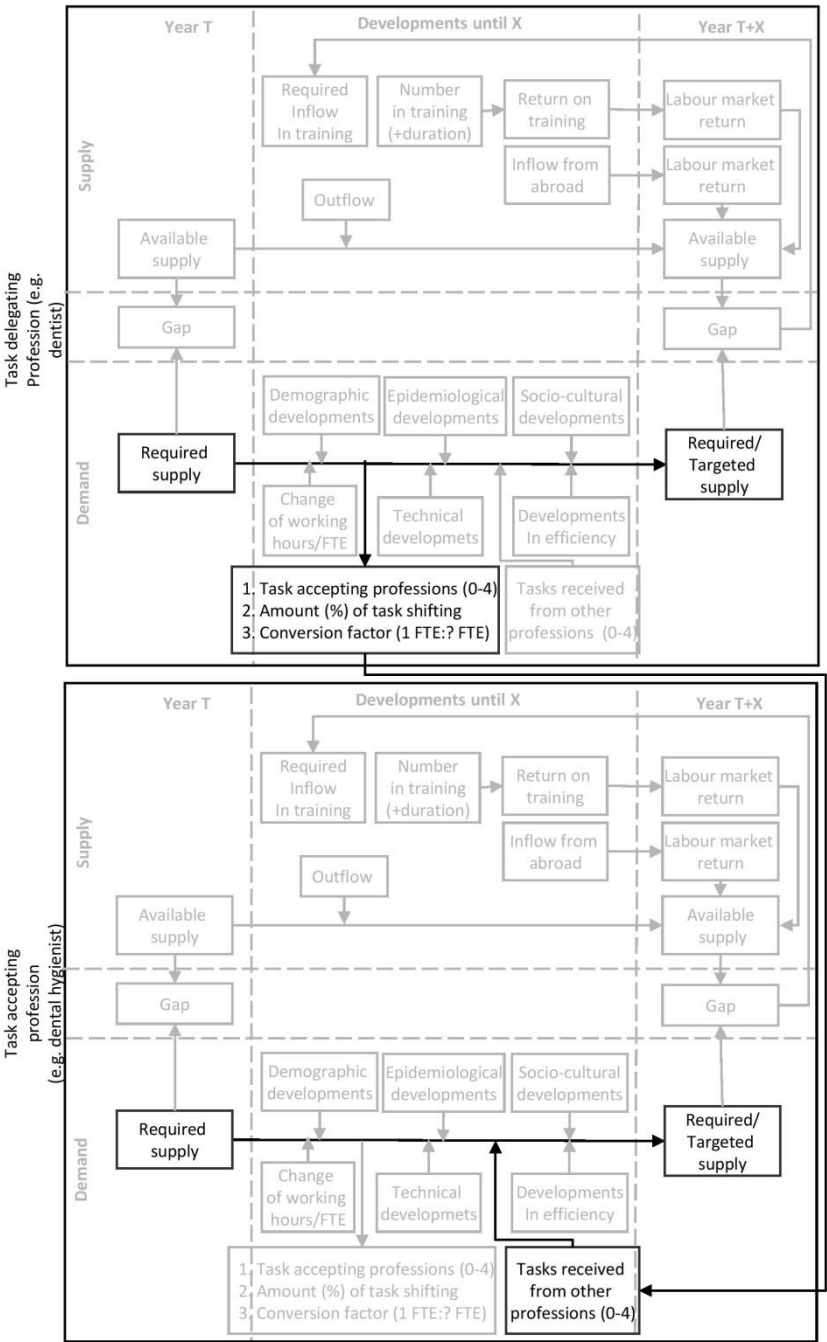 Task delegating
Profession (e.g.
dentist)
Year T
Developments until X
Year T+X
Supply
Required
Inflow
In training
Number
in training
(+duration)
Return on
training
Labour market
return
Inflow from
abroad
Labour market
return
Outflow
Available
supply
Available
supply
Gap
Gap
Demand
Demographic
developments
Epidemiological
developments
Socio-cultural
developments
Required
supply
Required/
Targeted
supply
Change
of working
hours/FTE
Technical
developmets
Developments
In efficiency
1. Task accepting professions (0-4)
2. Amount (%) of task shifting
3. Conversion factor (1 FTE:? FTE)
Tasks received
from other
professions (0-4)
Task accepting
profession
(e.g. dental hygienist)
Year T
Developments until X
Year T+X
Supply
Required
Inflow
In training
Number
in training
(+duration)
Return on
training
Labour market
return
Inflow from
abroad
Labour market
return
Outflow
Available
supply
Available
supply
Gap
Gap
Demand
Demographic
developments
Epidemiological
developments
Socio-cultural
developments
Required
supply
Required/
Targeted
supply
Change
of working
hours/FTE
Technical
developmets
Developments
In efficiency
1. Task accepting professions (0-4)
2. Amount (%) of task shifting
3. Conversion factor (1 FTE:? FTE)
Tasks received
from other
professions (0-4)